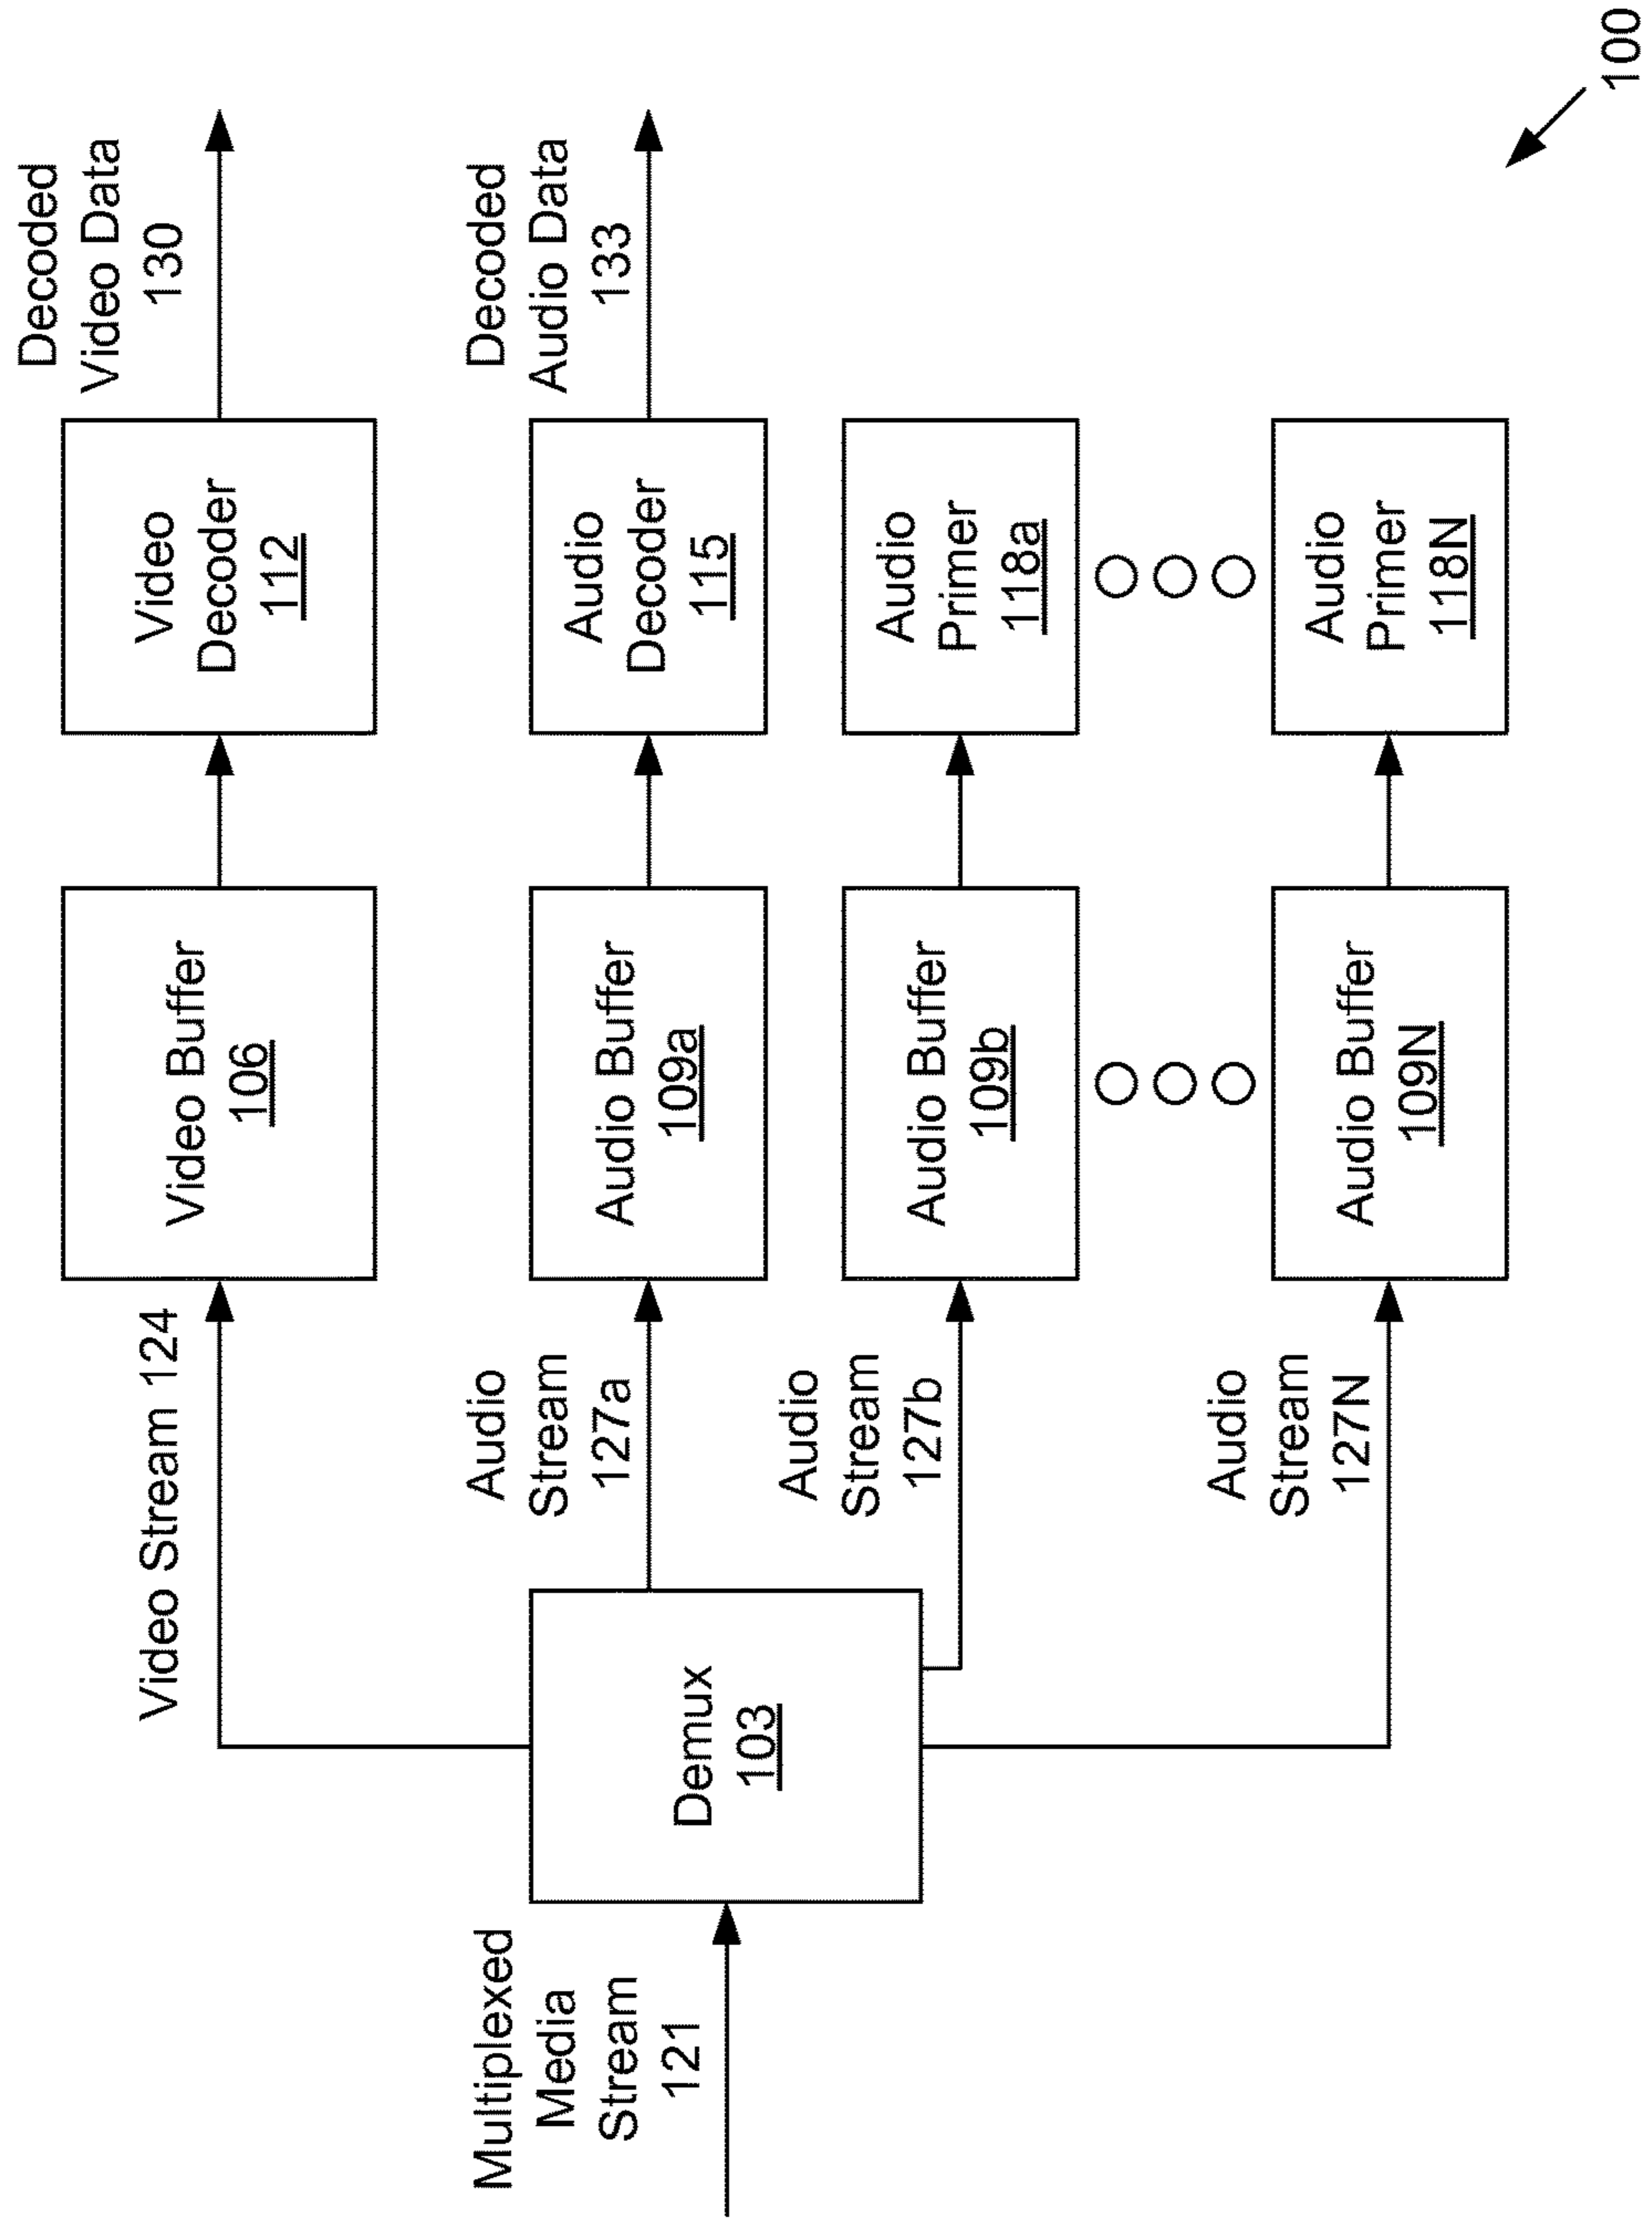 Decoded
Video Data
130
Video Stream 124
Video Buffer
106
Video
Decoder
112
Decoded
Audio Data
133
Multiplexed
Media
Stream
121
Demux
103
Audio
Stream
127a
Audio Buffer
109a
Audio
Decoder
115
Audio
Stream
127b
Audio Buffer
109b
Audio
Primer
118a
Audio
Stream
127N
Audio Buffer
109N
Audio
Primer
118N
100